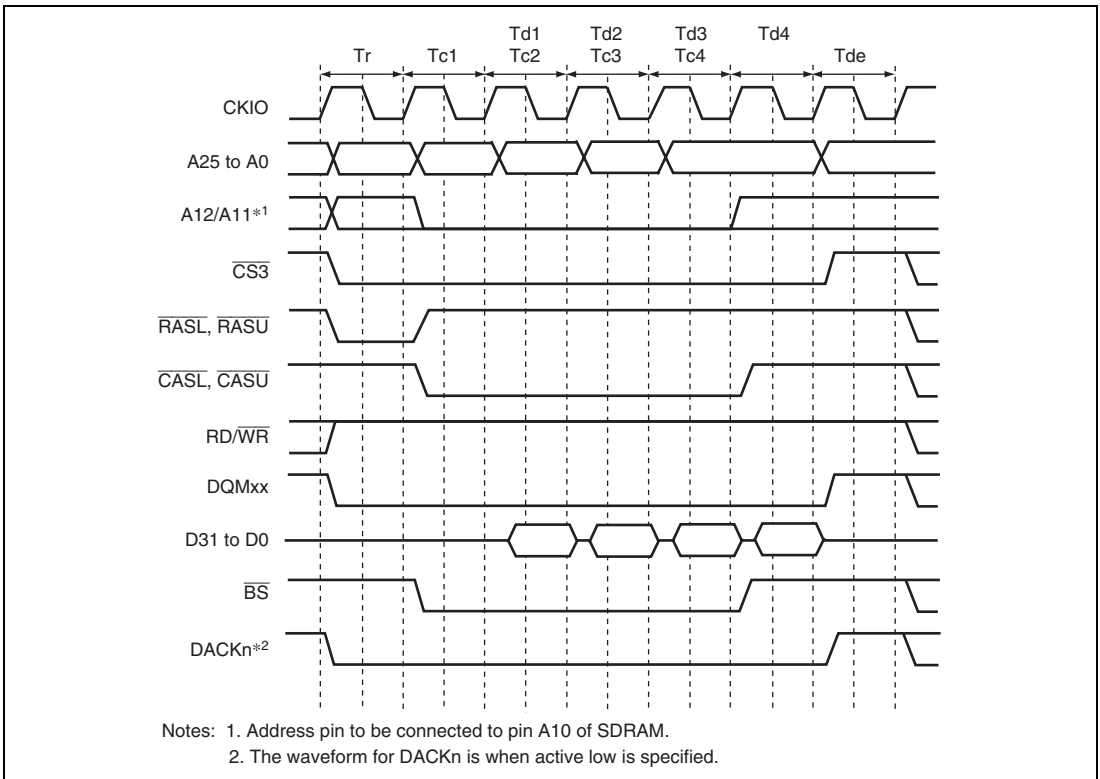 Td1 Td2 Td3 Td4
Tr Tc1 Tc2 Tc3 Tc4 Tde
CKIO
A25 to A0
A12/A11*1
CS3
RASL, RASU
CASL, CASU
RD/WR
DQMxx
D31 to D0
BS
DACKn*2
Notes: 1. Address pin to be connected to pin A10 of SDRAM.
2. The waveform for DACKn is when active low is specified.